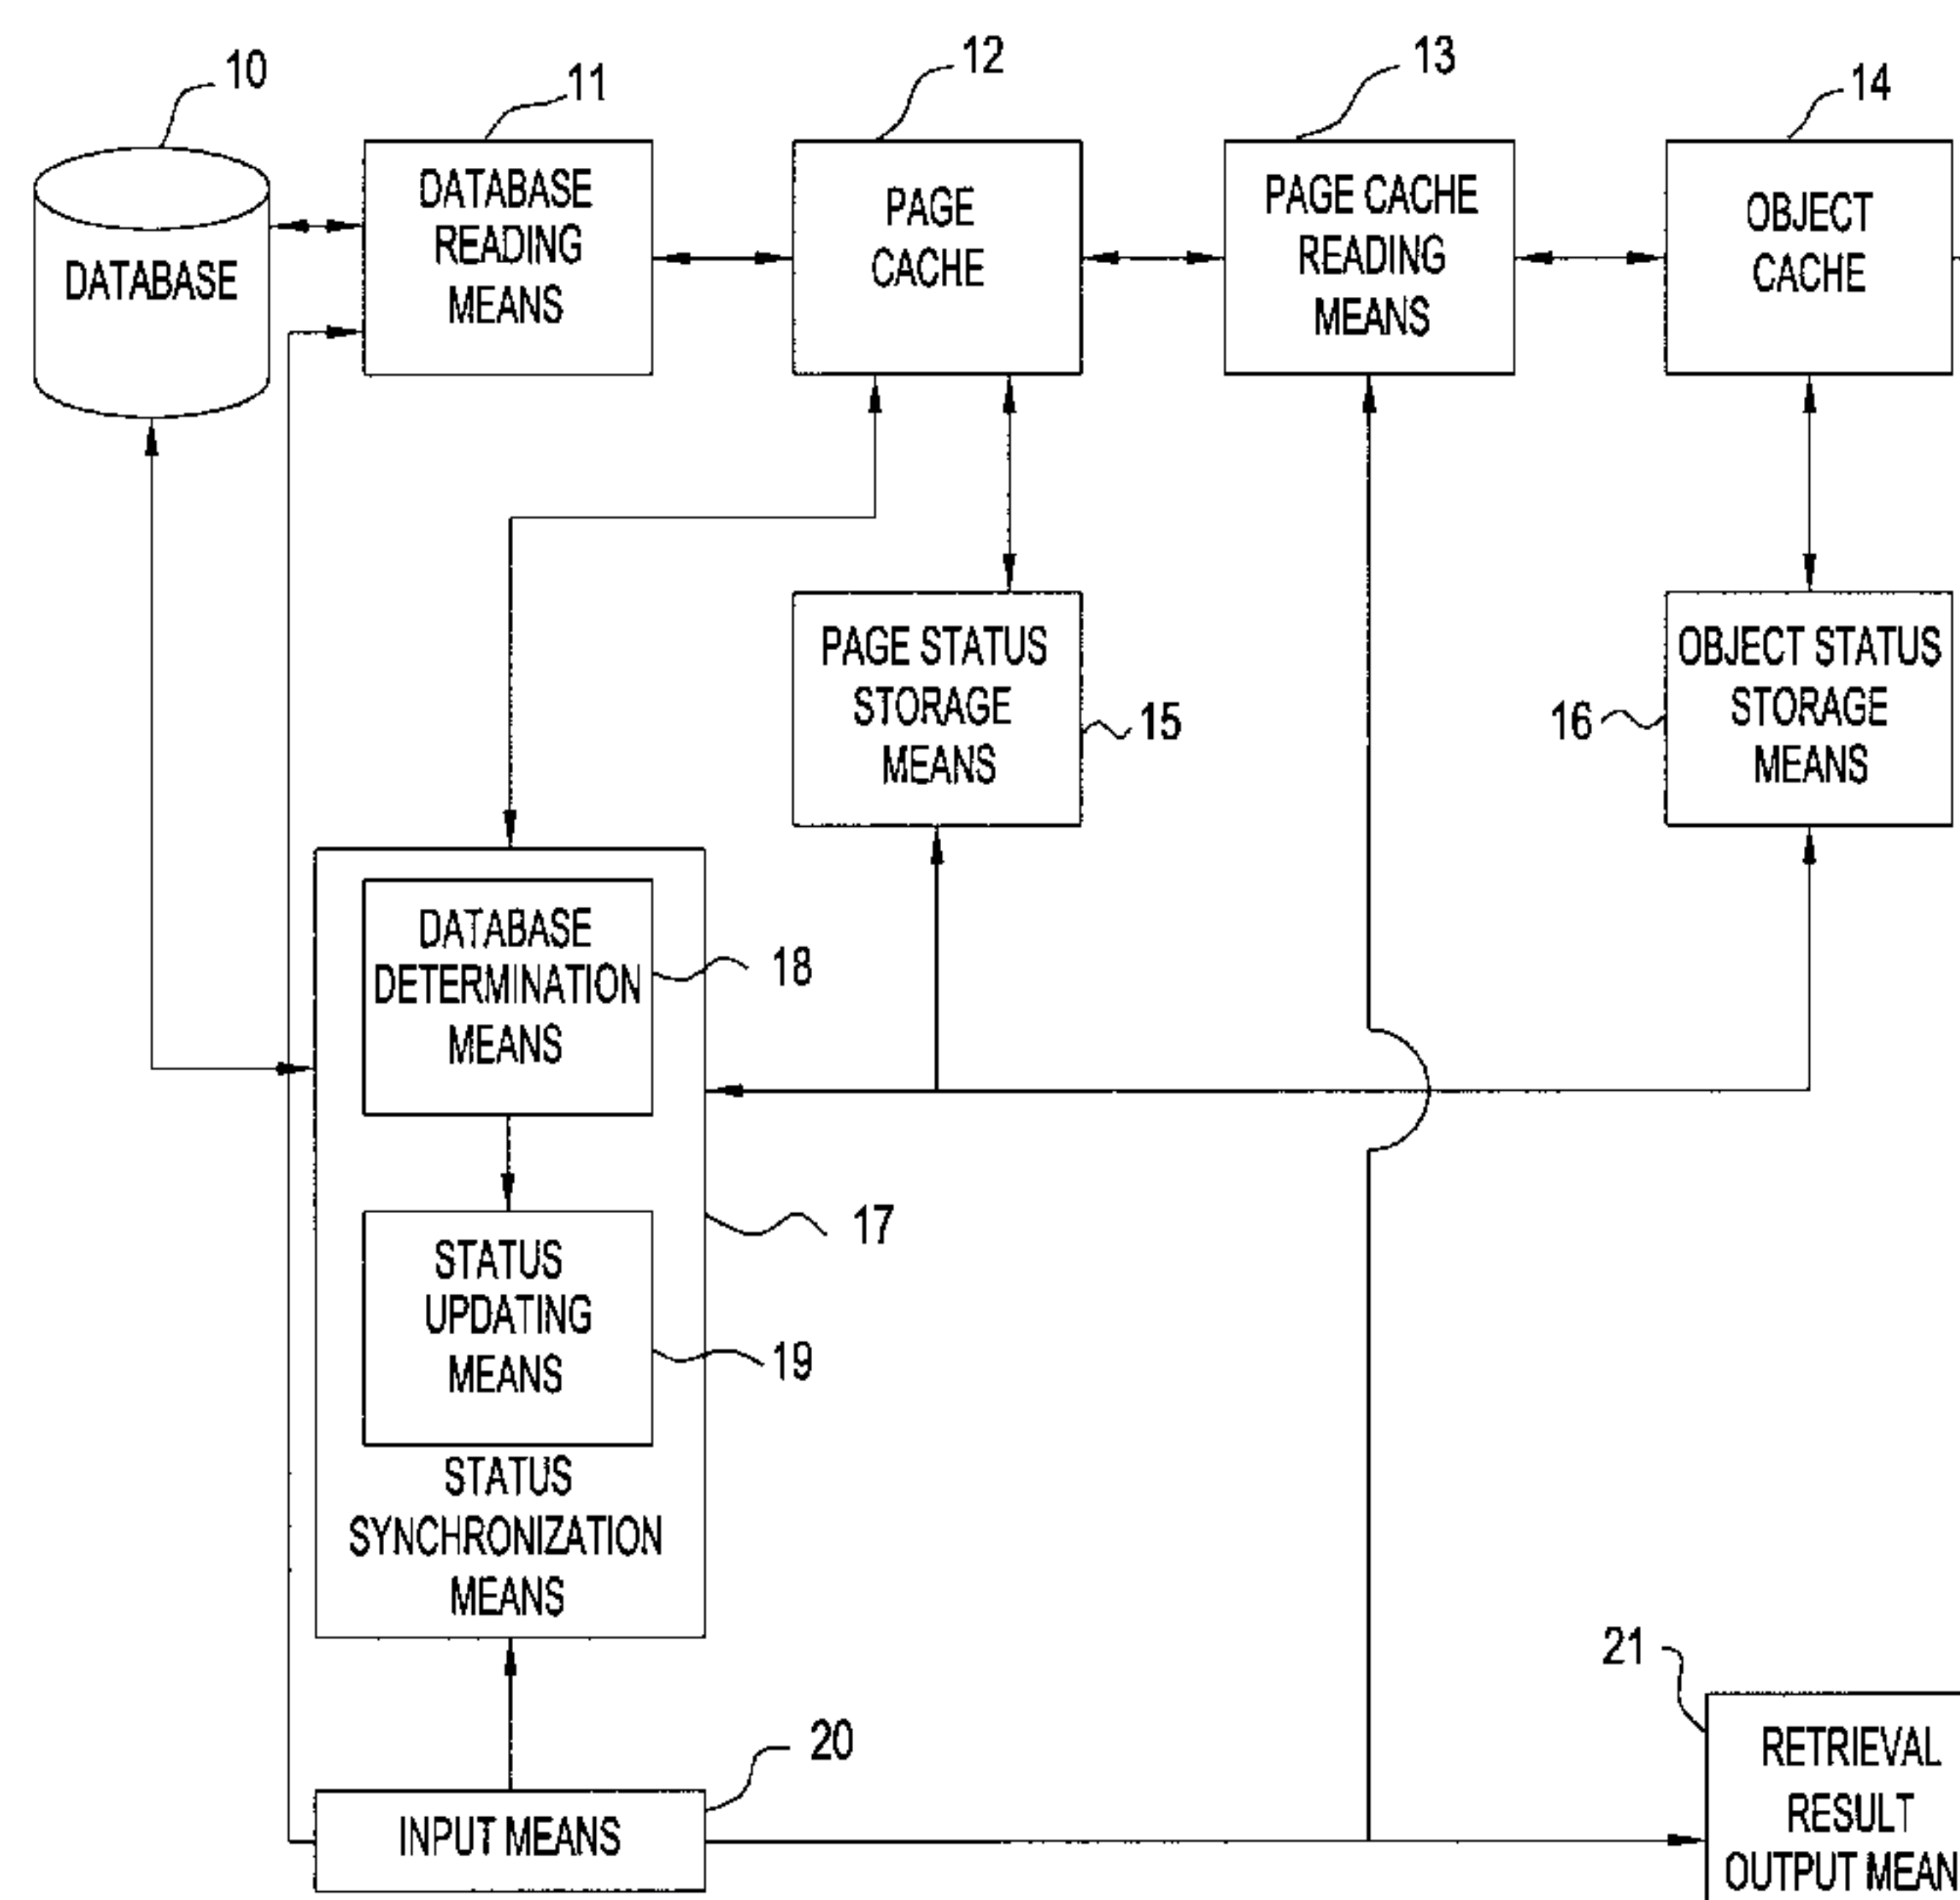 10
11
12
13
14
DATABASE
DATABASE
READING
MEANS
PAGE
CACHE
PAGE CACHE
READING
MEANS
OBJECT
CACHE
PAGE STATUS
STORAGE
MEANS
15
16
OBJECT STATUS
STORAGE
MEANS
DATABASE
DETERMINATION
MEANS
18
17
STATUS
UPDATING
MEANS
19
STATUS
SYNCHRONIZATION
MEANS
20
INPUT MEANS
21
RETRIEVAL
RESULT
OUTPUT MEAN